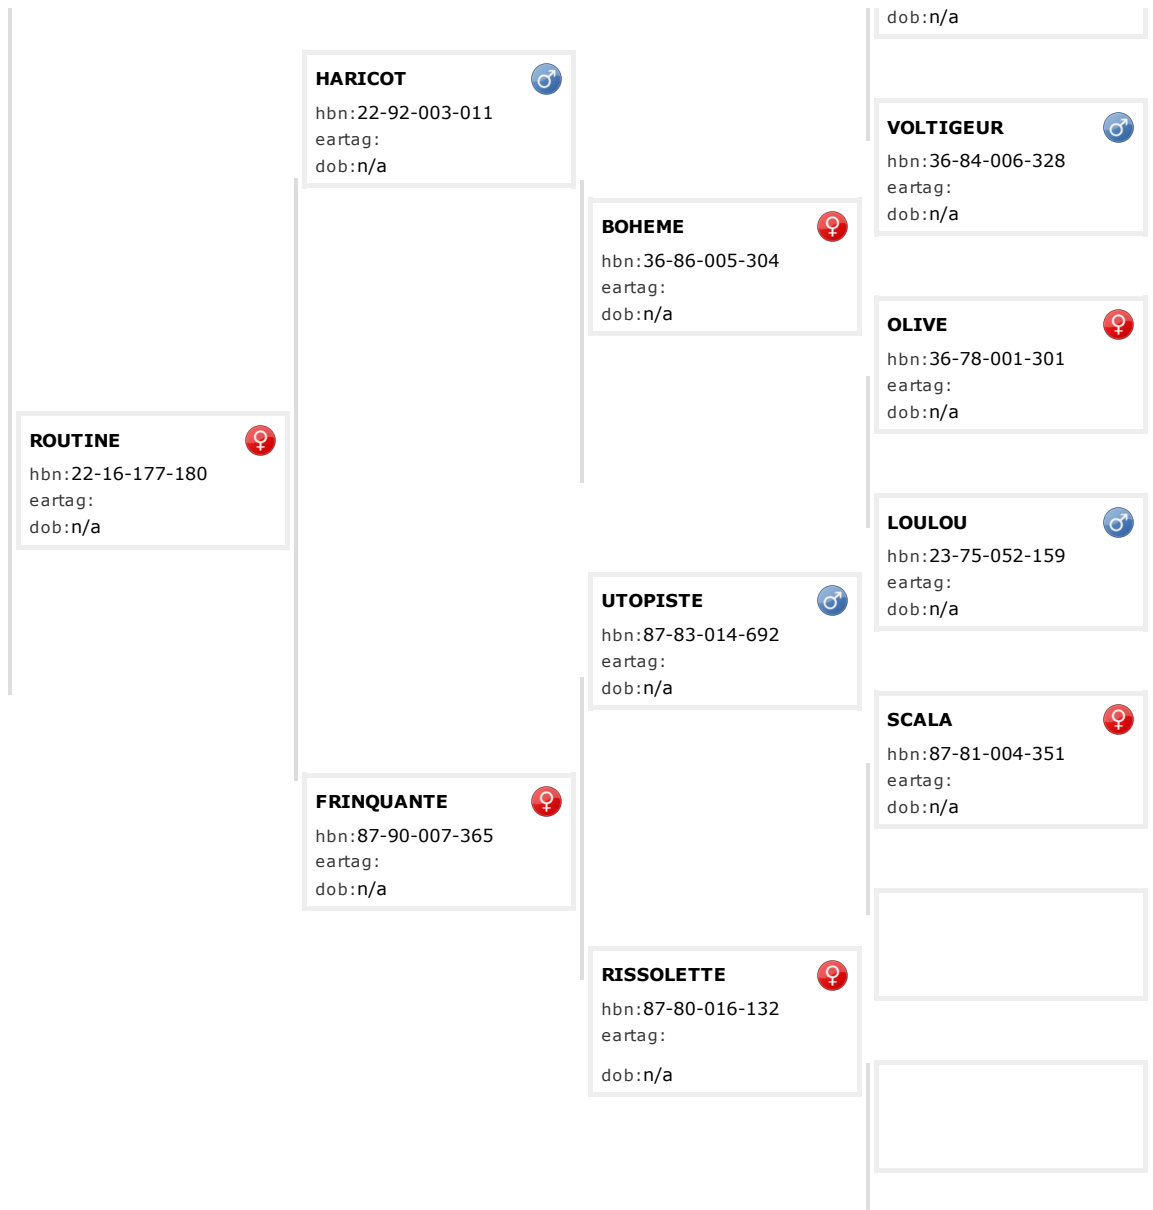 dob:n/a
HARICOT
hbn:22-92-003-011
eartag:
dob:n/a
VOLTIGEUR
hbn:36-84-006-328
eartag:
dob:n/a
BOHEME
hbn:36-86-005-304
eartag:
dob:n/a
OLIVE
hbn:36-78-001-301
eartag:
dob:n/a
ROUTINE
hbn:22-16-177-180
eartag:
dob:n/a
LOULOU
hbn:23-75-052-159
eartag:
dob:n/a
UTOPISTE
hbn:87-83-014-692
eartag:
dob:n/a
SCALA
hbn:87-81-004-351
eartag:
dob:n/a
FRINQUANTE
hbn:87-90-007-365
eartag:
dob:n/a
RISSOLETTE
hbn:87-80-016-132
eartag:
dob:n/a